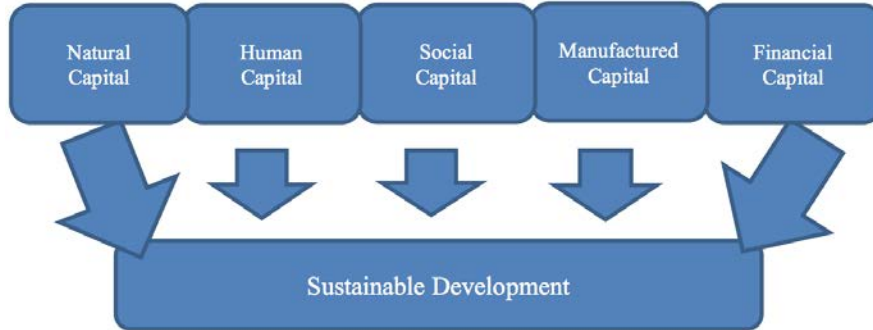 Natural
Capital
Human
Capital
Social
Capital
Manufactured
Capital
Financial
Capital
Sustainable Development